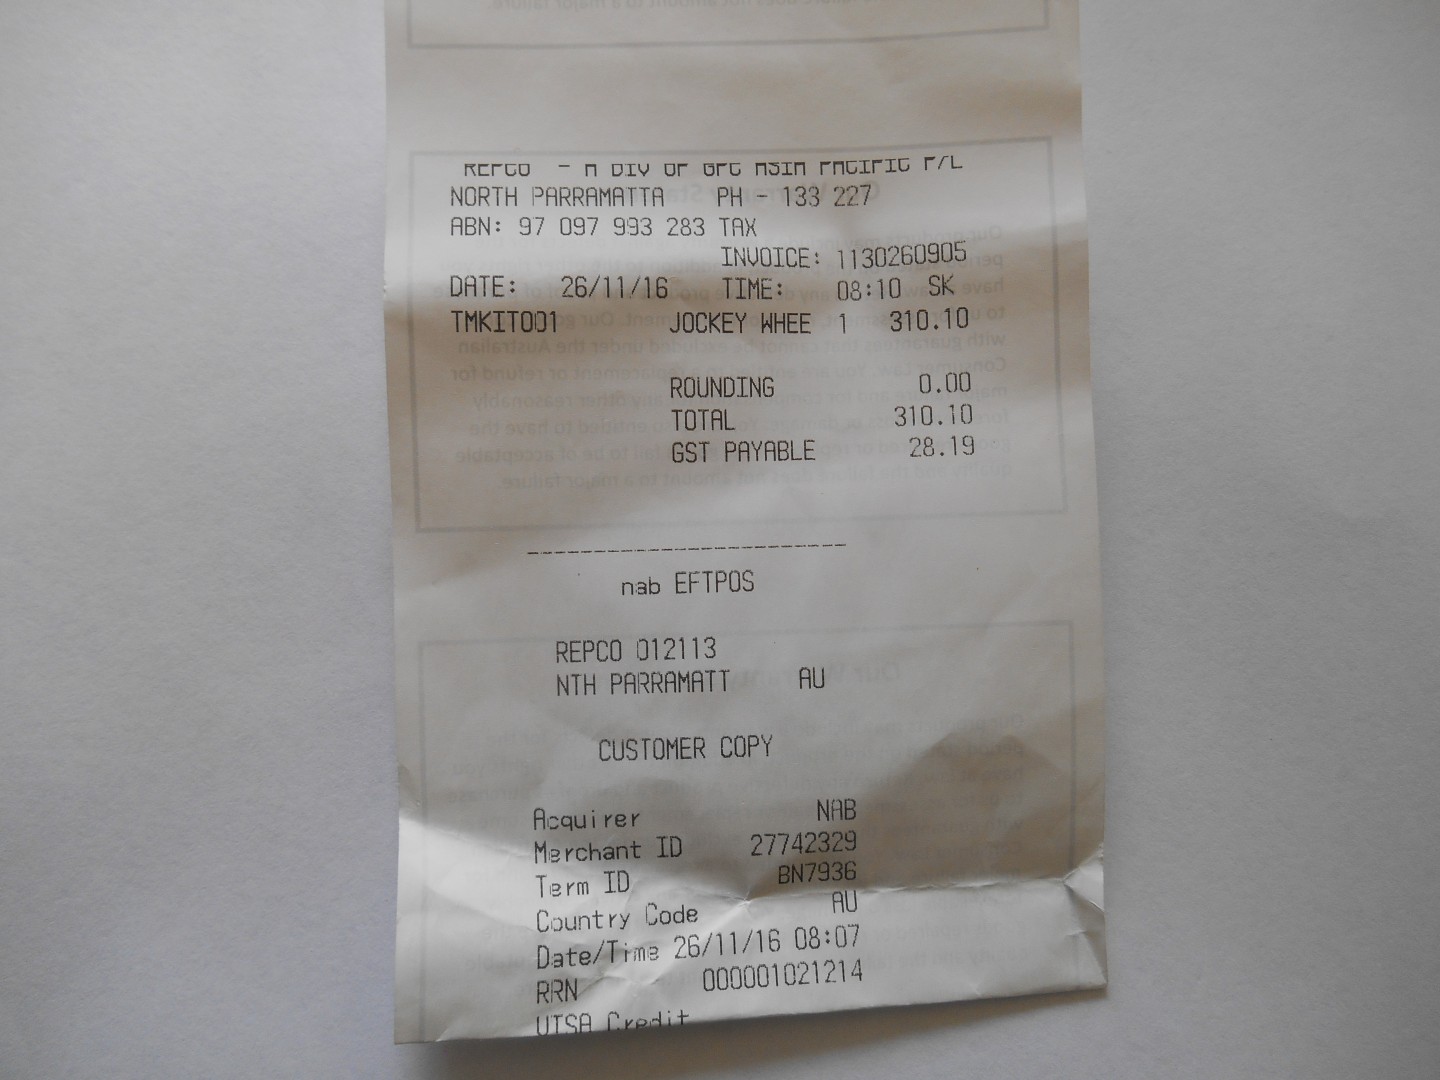 REPCO - A DIV OF GPC ASIA PACIFIC P/L
NORTH PARRAMATTA PH - 133 227
ABN: 97 097 993 283 TAX
INVOICE: 1130260905
DATE: 26/11/16 TIME: 08:10 SK
TMKIT001 JOCKEY WHEE 1 310.10
ROUNDING 0.00
TOTAL 310.10
GST PAYABLE 28.19
nab EFTPOS
REPCO 012113
NTH PARRAMATT AU
CUSTOMER COPY
Acquirer NAB
Merchant ID 27742329
Term ID BN7936
Country Code AU
Date/Time 26/11/16 08:07
RRN 000001021214
VISA Credit